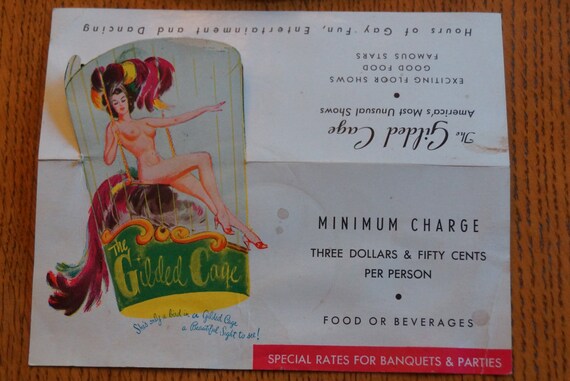 Hours of Gay Fun, Entertainment and Dancing
The Gilded Cage
America's Most Unusual Shows
•
EXCITING FLOOR SHOWS
GOOD FOOD
FAMOUS STARS
The
Gilded Cage
She's only a bird in a Gilded Cage
a Beautiful Sight to see!
MINIMUM CHARGE
THREE DOLLARS & FIFTY CENTS
PER PERSON
•
FOOD OR BEVERAGES
SPECIAL RATES FOR BANQUETS & PARTIES